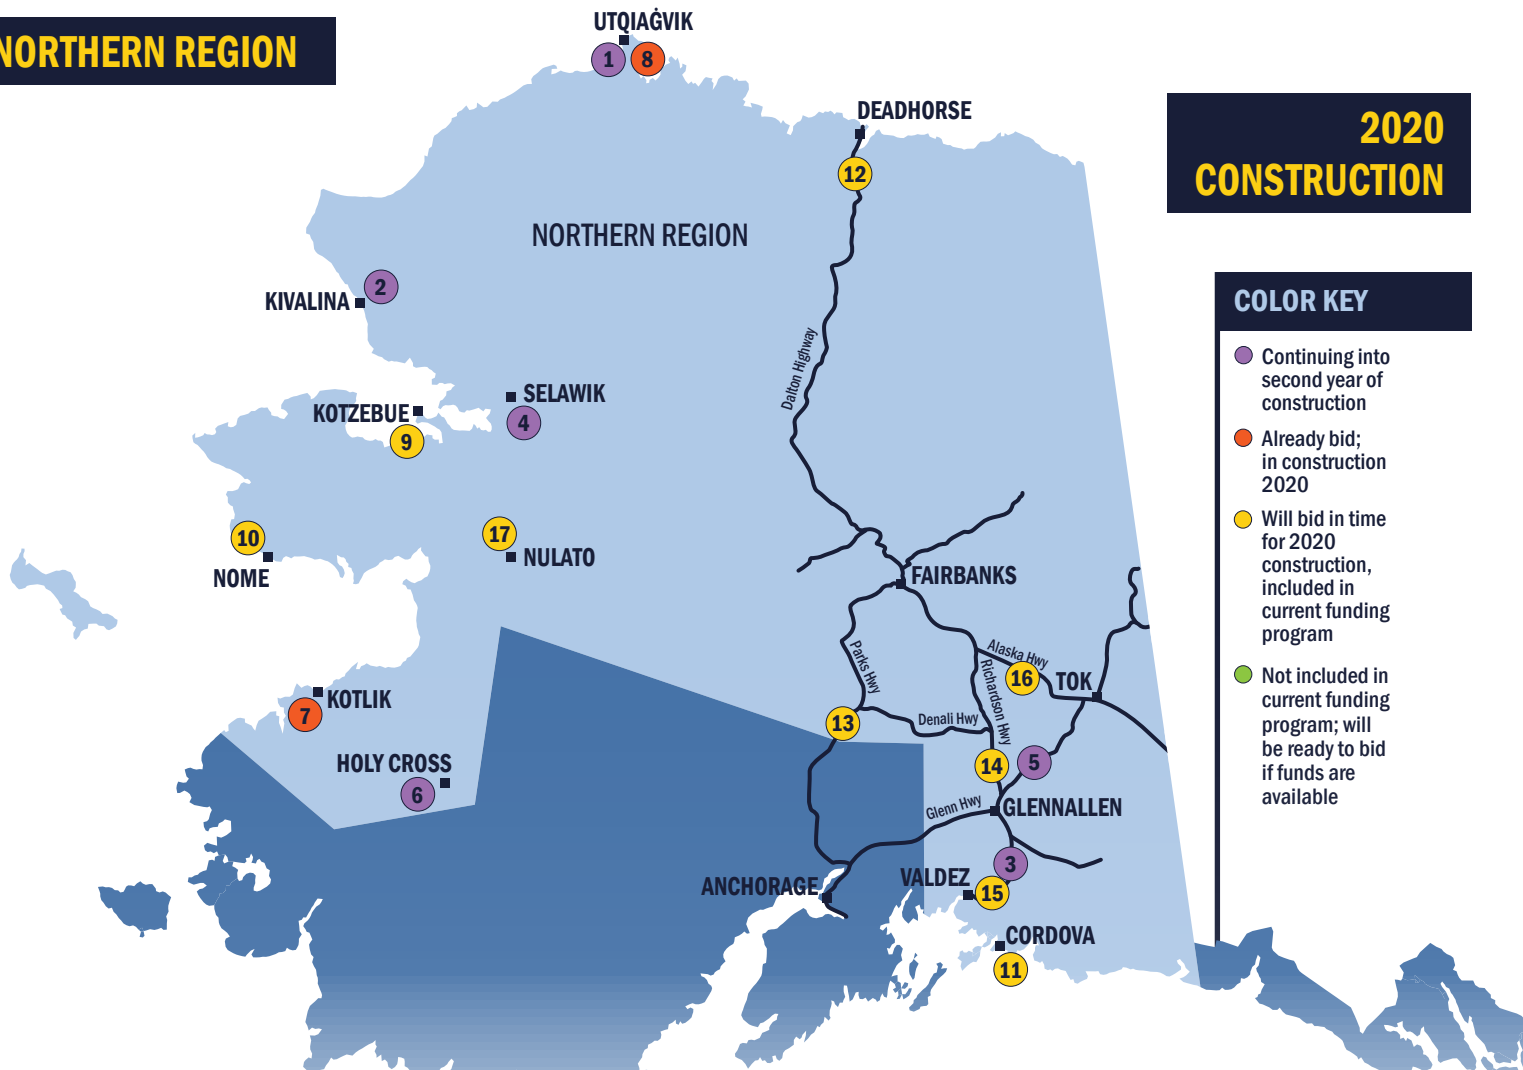 NORTHERN REGION
UTQIAĠVIK
1
8
DEADHORSE
12
2020
CONSTRUCTION
NORTHERN REGION
KIVALINA
2
Dalton Highway
SELAWIK
4
KOTZEBUE
9
10
NOME
17
NULATO
FAIRBANKS
Parks Hwy
Alaska Hwy
16
TOK
Richardson Hwy
Denali Hwy
13
14
5
KOTLIK
7
HOLY CROSS
6
Glenn Hwy
GLENNALLEN
3
ANCHORAGE
VALDEZ
15
CORDOVA
11
COLOR KEY
Continuing into
second year of
construction
Already bid;
in construction
2020
Will bid in time
for 2020
construction,
included in
current funding
program
Not included in
current funding
program; will
be ready to bid
if funds are
available